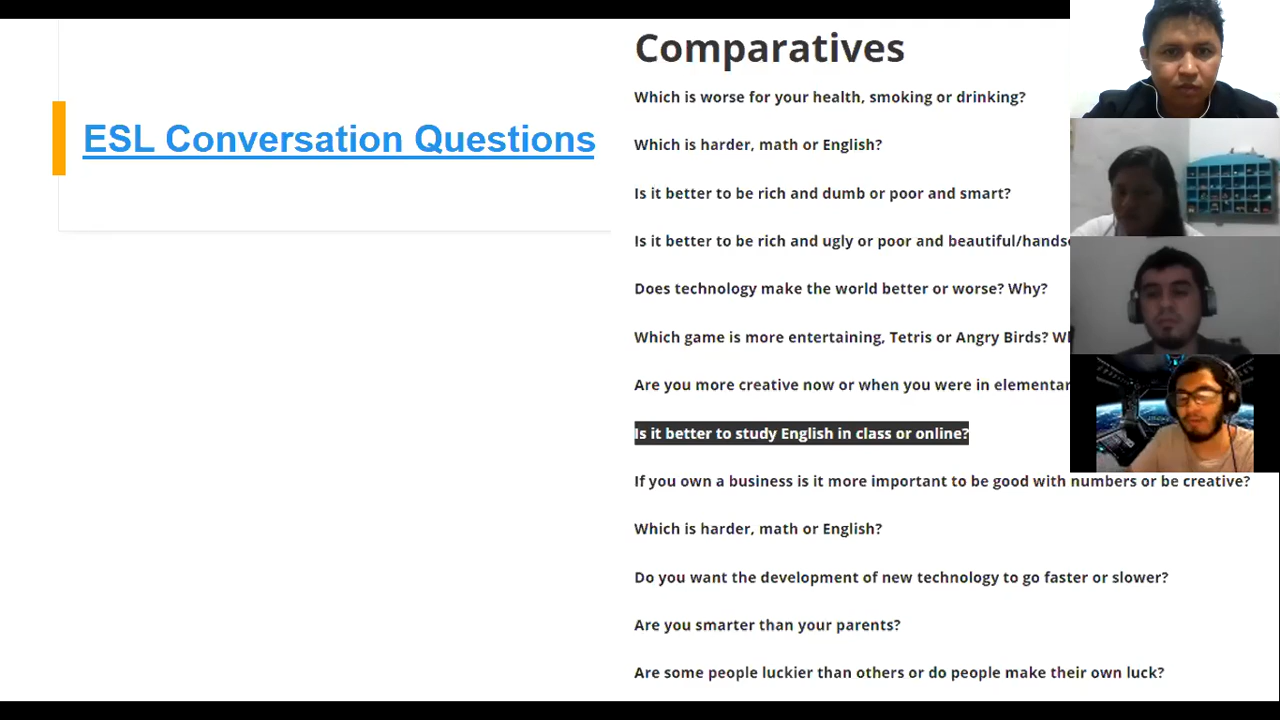 ESL Conversation Questions
Comparatives
Which is worse for your health, smoking or drinking?
Which is harder, math or English?
Is it better to be rich and dumb or poor and smart?
Is it better to be rich and ugly or poor and beautiful/hands
Does technology make the world better or worse? Why?
Which game is more entertaining, Tetris or Angry Birds?
Are you more creative now or when you were in elementar
Is it better to study English in class or online?
If you own a business is it more important to be good with numbers or be creative?
Which is harder, math or English?
Do you want the development of new technology to go faster or slower?
Are you smarter than your parents?
Are some people luckier than others or do people make their own luck?